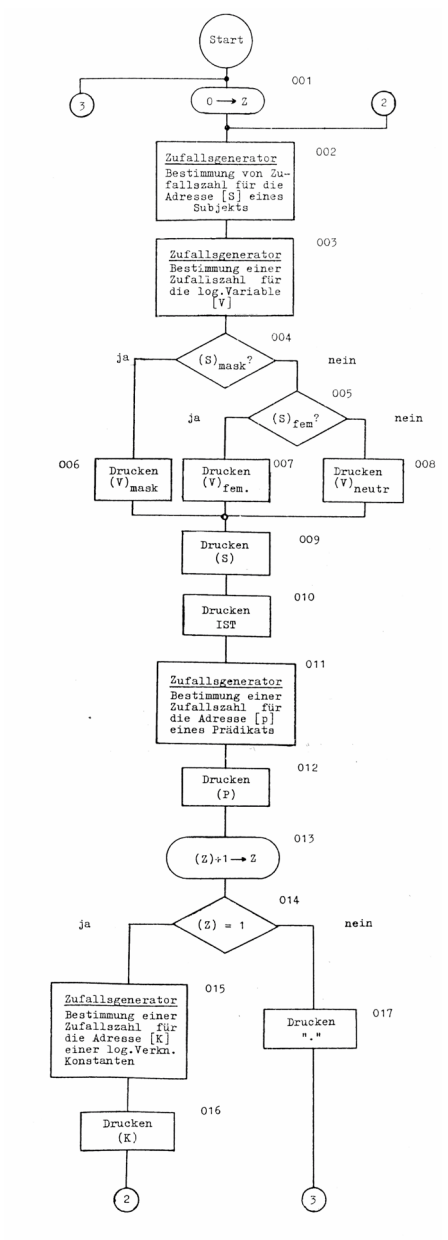 Start
001
3
0 → Z
2
002
Zufallsgenerator
Bestimmung von Zu-
fallszahl für die
Adresse [S] eines
Subjekts
003
Zufallsgenerator
Bestimmung einer
Zufallszahl für
die log.Variable
[V]
004
ja
(S)mask?
nein
005
ja
(S)fem?
nein
006
Drucken
(V)mask
007
Drucken
(V)fem.
008
Drucken
(V)neutr
009
Drucken
(S)
010
Drucken
IST
011
Zufallsgenerator
Bestimmung einer
Zufallszahl für
die Adresse [p]
eines Prädikats
012
Drucken
(P)
013
(Z)+1 → Z
014
ja
(Z) = 1
nein
015
Zufallsgenerator
Bestimmung einer
Zufallszahl für
die Adresse [K]
einer log.Verkn.
Konstanten
017
Drucken
"."
016
Drucken
(K)
2
3